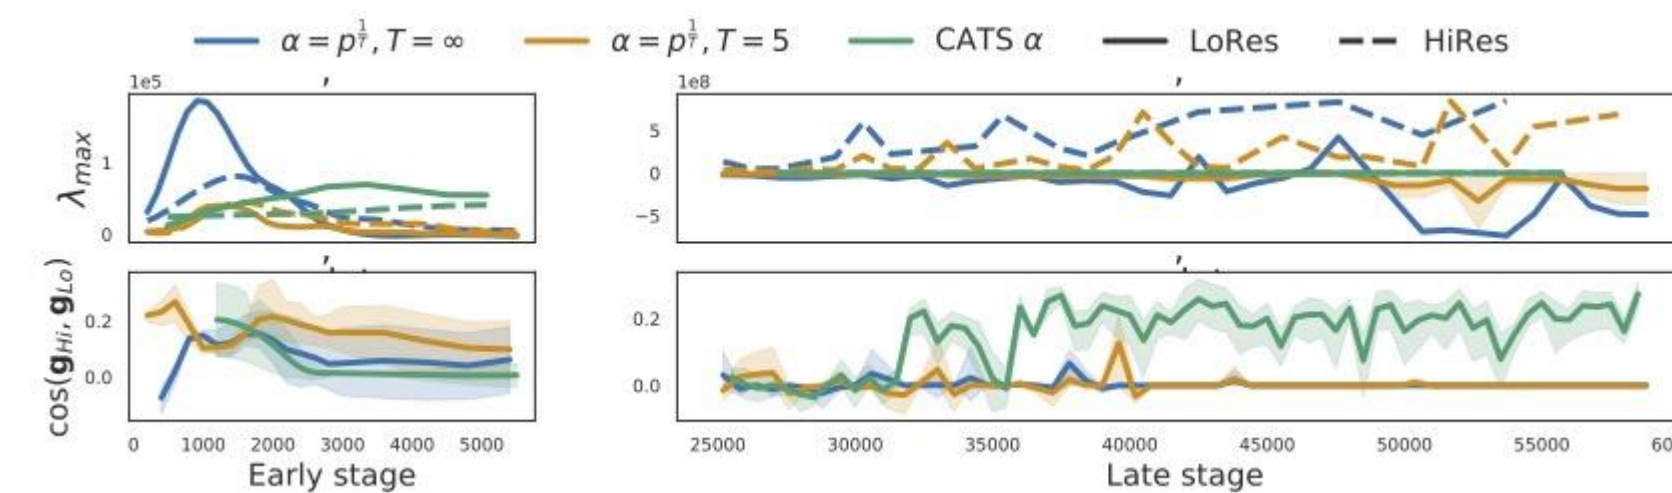 α = p^{1/T}, T = ∞ α = p^{1/T}, T = 5 CATS α LoRes HiRes
1e5
λmax
1
0
1e8
5
0
−5
cos(gHi, gLo)
0.2
0.0
0 1000 2000 3000 4000 5000
Early stage
0.2
0.0
25000 30000 35000 40000 45000 50000 55000 60
Late stage